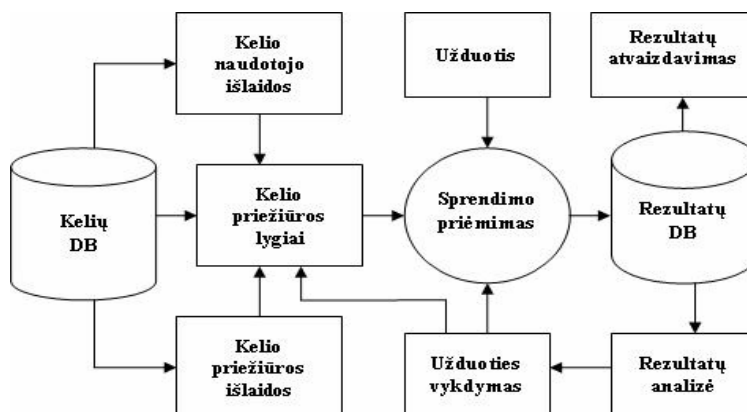 Kelio
naudotojo
išlaidos
Užduotis
Rezultatų
atvaizdavimas
Kelių
DB
Kelio
priežiūros
lygiai
Sprendimo
priėmimas
Rezultatų
DB
Kelio
priežiūros
išlaidos
Užduoties
vykdymas
Rezultatų
analizė